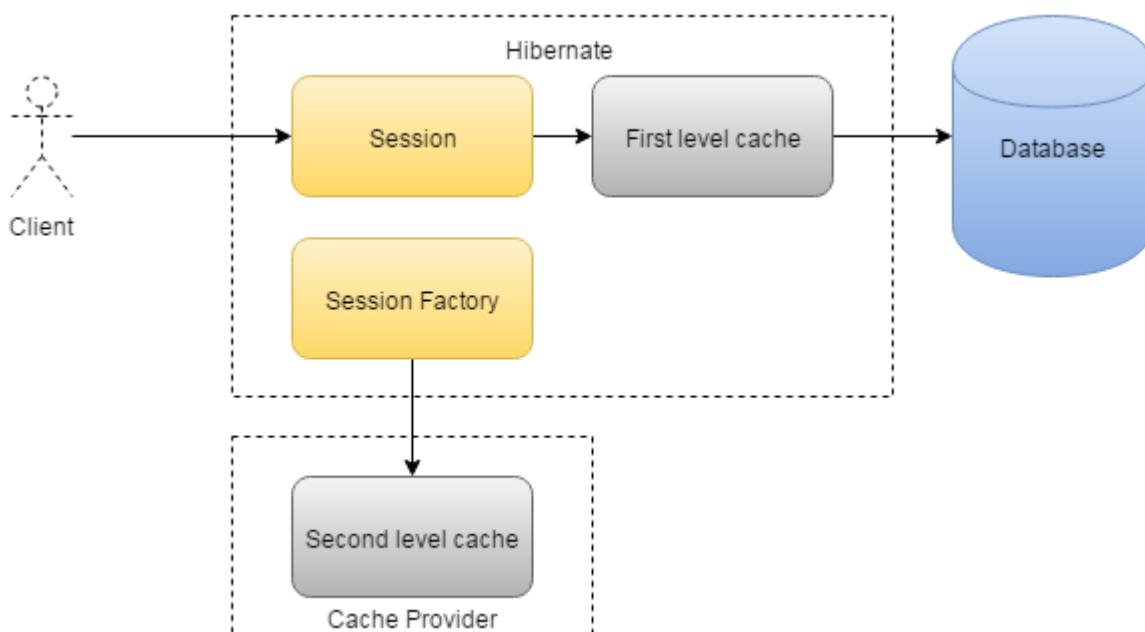 Hibernate
Session
First level cache
Database
Client
Session Factory
Second level cache
Cache Provider